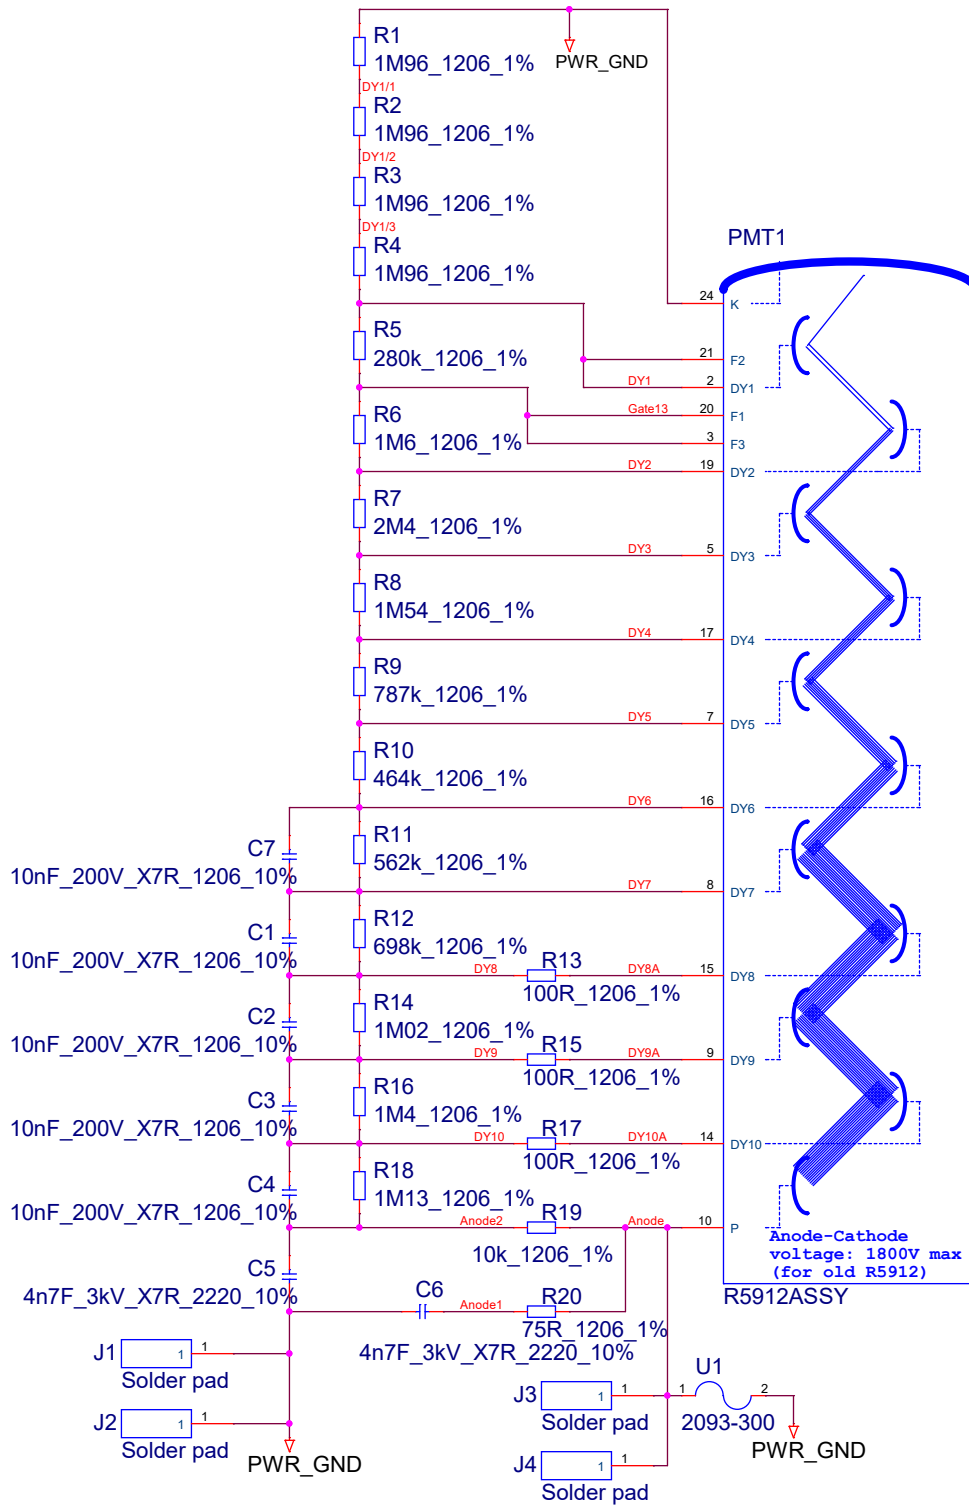 R1
1M96_1206_1%
PWR_GND
DY1/1
R2
1M96_1206_1%
DY1/2
R3
1M96_1206_1%
DY1/3
R4
1M96_1206_1%
PMT1
24
K
R5
280k_1206_1%
21
F2
DY1
2
DY1
R6
1M6_1206_1%
Gate13
20
F1
3
F3
DY2
19
DY2
R7
2M4_1206_1%
DY3
5
DY3
R8
1M54_1206_1%
DY4
17
DY4
R9
787k_1206_1%
DY5
7
DY5
R10
464k_1206_1%
DY6
16
DY6
C7
10nF_200V_X7R_1206_10%
R11
562k_1206_1%
DY7
8
DY7
C1
10nF_200V_X7R_1206_10%
R12
698k_1206_1%
DY8
R13
100R_1206_1%
DY8A
15
DY8
C2
10nF_200V_X7R_1206_10%
R14
1M02_1206_1%
DY9
R15
100R_1206_1%
DY9A
9
DY9
C3
10nF_200V_X7R_1206_10%
R16
1M4_1206_1%
DY10
R17
100R_1206_1%
DY10A
14
DY10
C4
10nF_200V_X7R_1206_10%
R18
1M13_1206_1%
Anode2
R19
10k_1206_1%
Anode
10
P
Anode-Cathode
voltage: 1800V max
(for old R5912)
R5912ASSY
C5
4n7F_3kV_X7R_2220_10%
C6
4n7F_3kV_X7R_2220_10%
Anode1
R20
75R_1206_1%
J1
1
1
Solder pad
J2
1
1
Solder pad
PWR_GND
J3
1
1
Solder pad
J4
1
1
Solder pad
U1
1
2
2093-300
PWR_GND